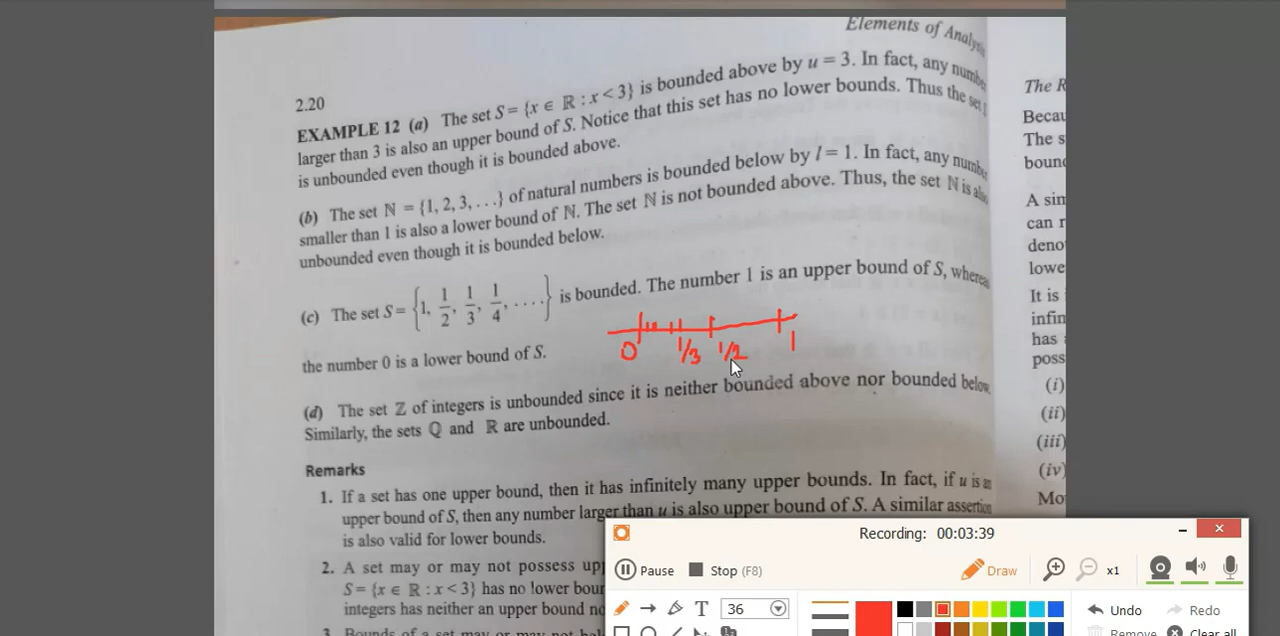 Elements of Analysis
2.20
EXAMPLE 12 (a) The set S = {x ∈ ℝ : x < 3} is bounded above by u = 3. In fact, any number
larger than 3 is also an upper bound of S. Notice that this set has no lower bounds. Thus the set
is unbounded even though it is bounded above.
(b) The set ℕ = {1, 2, 3, . . .} of natural numbers is bounded below by l = 1. In fact, any number
smaller than 1 is also a lower bound of ℕ. The set ℕ is not bounded above. Thus, the set ℕ is also
unbounded even though it is bounded below.
(c) The set S = {1, 1/2, 1/3, 1/4, . . . .} is bounded. The number 1 is an upper bound of S, whereas
the number 0 is a lower bound of S.
0 1/3 1/2 1
(d) The set ℤ of integers is unbounded since it is neither bounded above nor bounded below.
Similarly, the sets ℚ and ℝ are unbounded.
Remarks
1. If a set has one upper bound, then it has infinitely many upper bounds. In fact, if u is an
upper bound of S, then any number larger than u is also upper bound of S. A similar assertion
is also valid for lower bounds.
2. A set may or may not possess
S = {x ∈ ℝ : x < 3} has no lower
integers has neither an upper bound
3. Bounds of a set may or may not
The
The s
A sin
can r
It is
has
(i)
(ii)
(iii)
(iv)
Recording: 00:03:39
Pause Stop (F8) Draw x1
T 36 Undo Redo
Remove Clear all